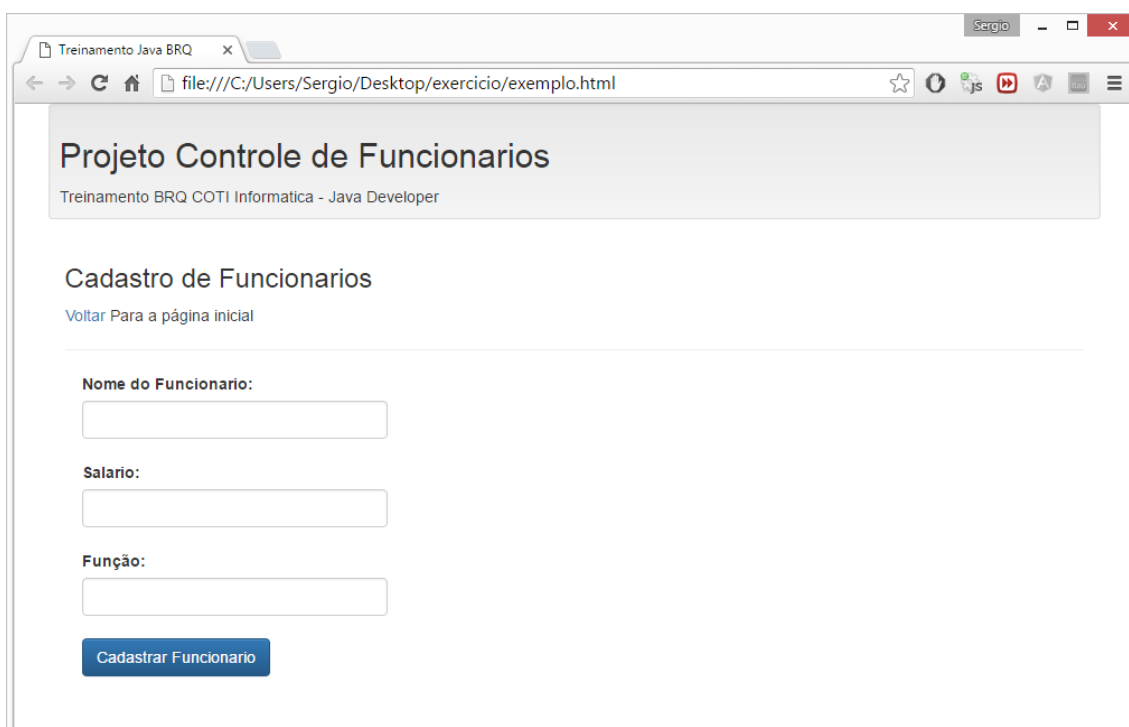 Sergio
Treinamento Java BRQ
file:///C:/Users/Sergio/Desktop/exercicio/exemplo.html
js
Projeto Controle de Funcionarios
Treinamento BRQ COTI Informatica - Java Developer
Cadastro de Funcionarios
Voltar Para a página inicial
Nome do Funcionario:
Salario:
Função:
Cadastrar Funcionario